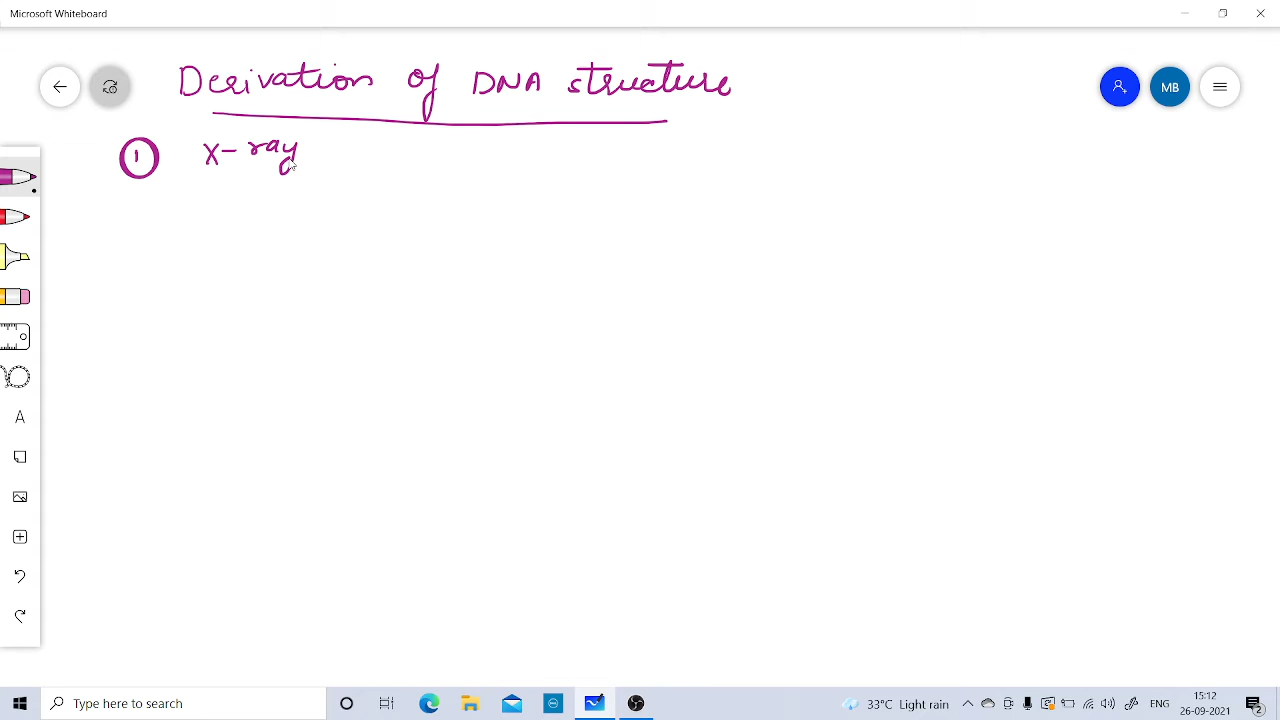 Microsoft Whiteboard
Derivation of DNA structure
MB
1 X-ray
A
Type here to search
33°C Light rain
ENG
15:12
26-09-2021
2